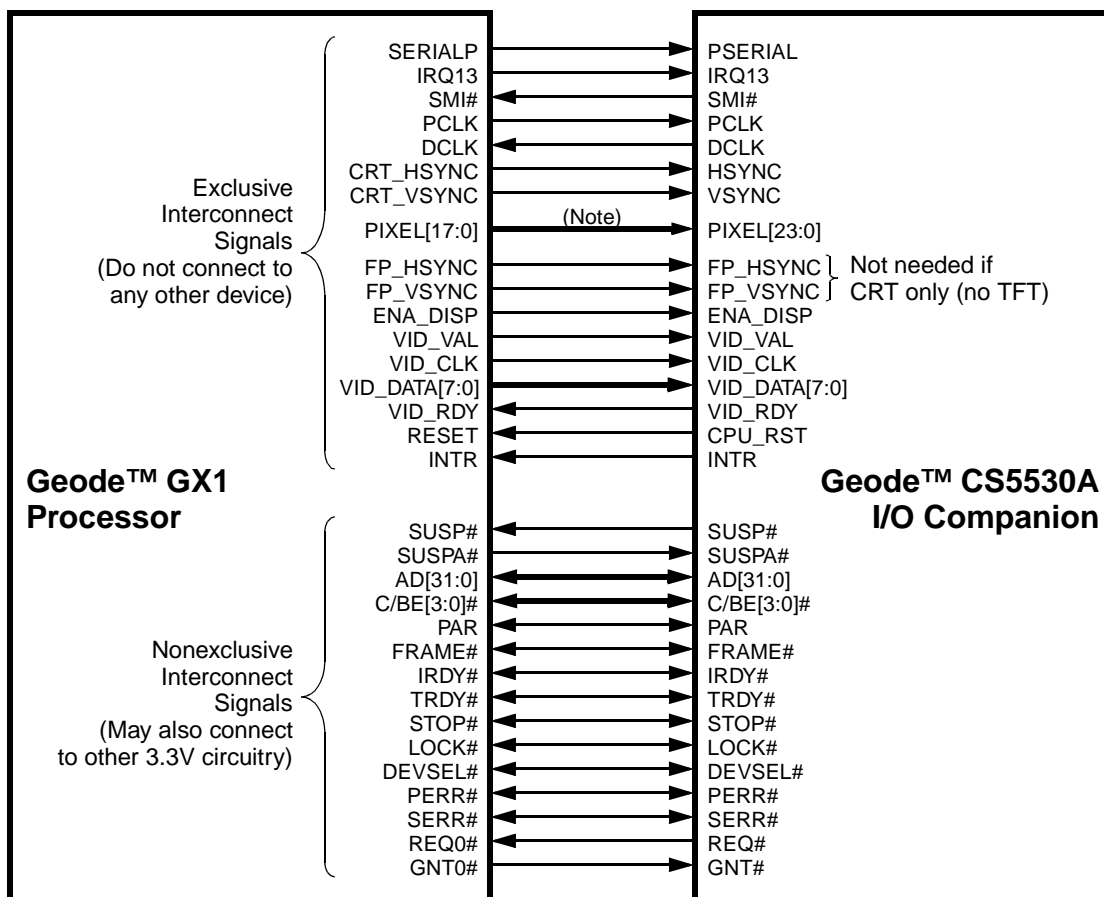 SERIALP PSERIAL
IRQ13 IRQ13
SMI# SMI#
PCLK PCLK
DCLK DCLK
CRT_HSYNC HSYNC
CRT_VSYNC VSYNC
(Note)
PIXEL[17:0] PIXEL[23:0]
FP_HSYNC FP_HSYNC
FP_VSYNC FP_VSYNC
Not needed if
CRT only (no TFT)
ENA_DISP ENA_DISP
VID_VAL VID_VAL
VID_CLK VID_CLK
VID_DATA[7:0] VID_DATA[7:0]
VID_RDY VID_RDY
RESET CPU_RST
INTR INTR
Exclusive
Interconnect
Signals
(Do not connect to
any other device)
Geode™ GX1
Processor
Geode™ CS5530A
I/O Companion
SUSP# SUSP#
SUSPA# SUSPA#
AD[31:0] AD[31:0]
C/BE[3:0]# C/BE[3:0]#
PAR PAR
FRAME# FRAME#
IRDY# IRDY#
TRDY# TRDY#
STOP# STOP#
LOCK# LOCK#
DEVSEL# DEVSEL#
PERR# PERR#
SERR# SERR#
REQ0# REQ#
GNT0# GNT#
Nonexclusive
Interconnect
Signals
(May also connect
to other 3.3V circuitry)